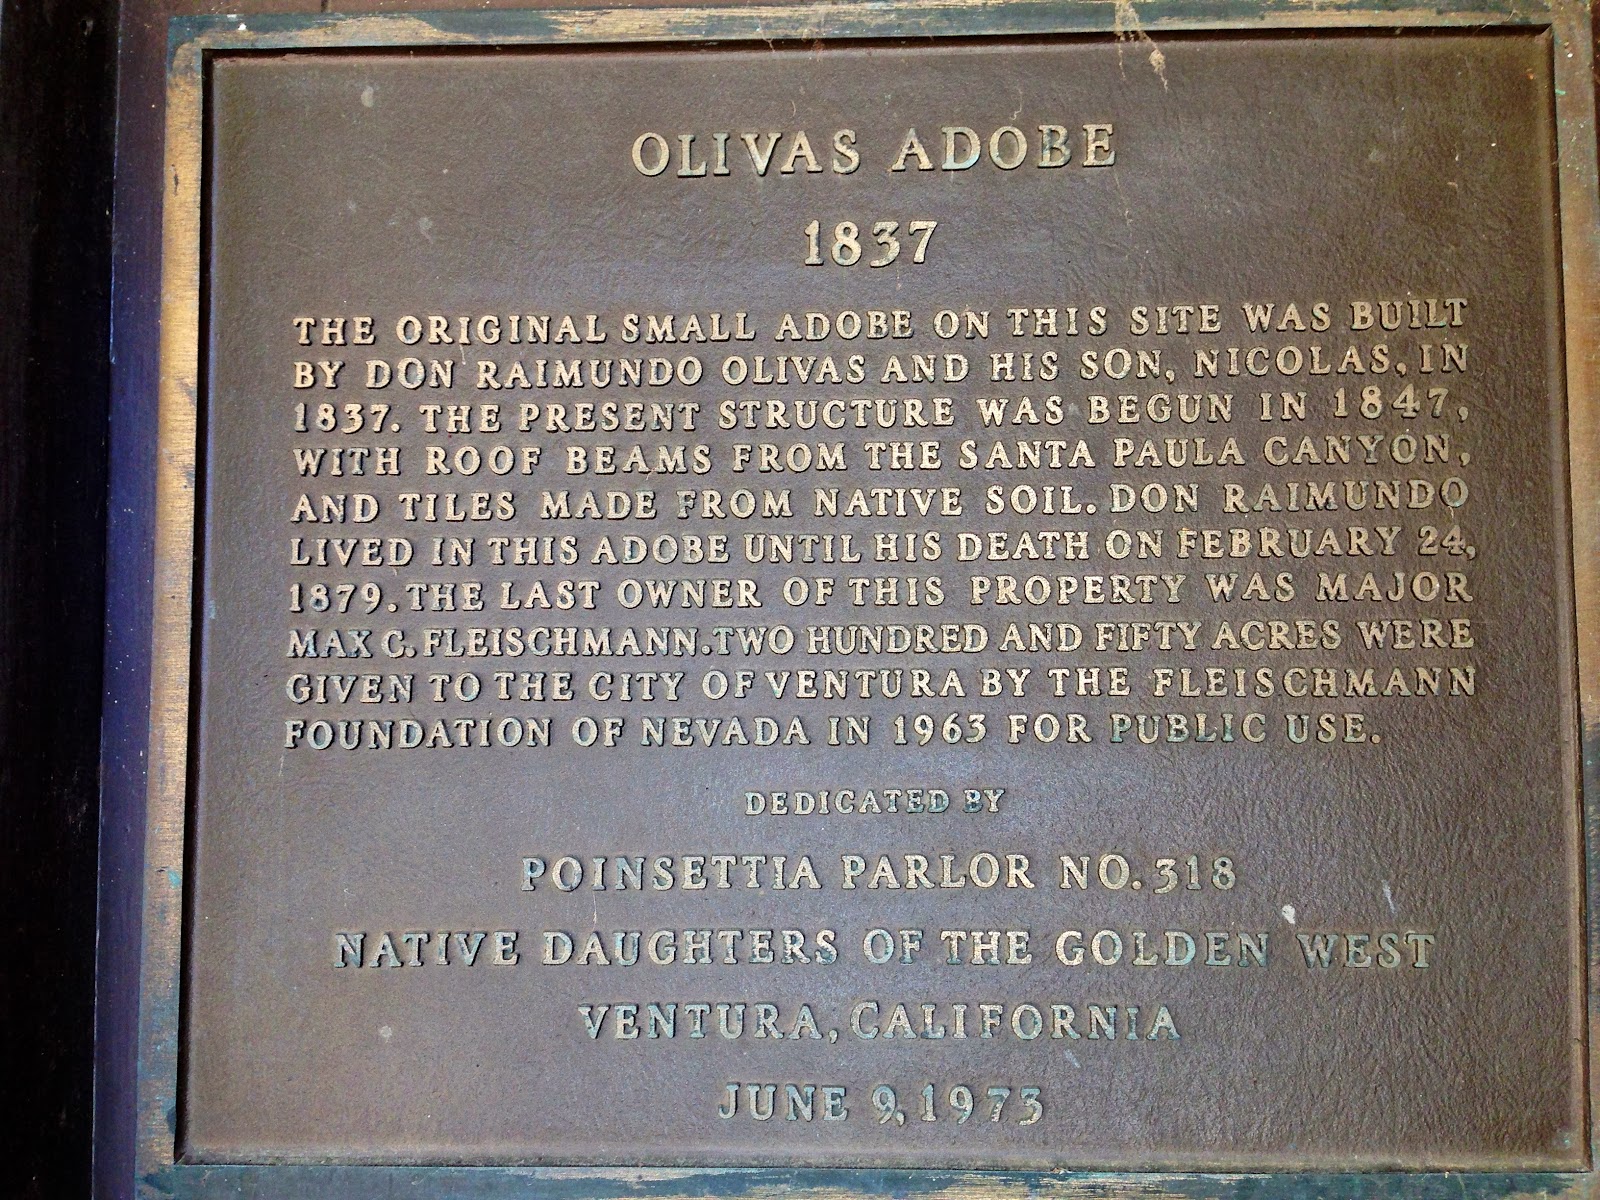 OLIVAS ADOBE
1837
THE ORIGINAL SMALL ADOBE ON THIS SITE WAS BUILT
BY DON RAIMUNDO OLIVAS AND HIS SON, NICOLAS, IN
1837. THE PRESENT STRUCTURE WAS BEGUN IN 1847,
WITH ROOF BEAMS FROM THE SANTA PAULA CANYON,
AND TILES MADE FROM NATIVE SOIL. DON RAIMUNDO
LIVED IN THIS ADOBE UNTIL HIS DEATH ON FEBRUARY 24,
1879. THE LAST OWNER OF THIS PROPERTY WAS MAJOR
MAX C. FLEISCHMANN. TWO HUNDRED AND FIFTY ACRES WERE
GIVEN TO THE CITY OF VENTURA BY THE FLEISCHMANN
FOUNDATION OF NEVADA IN 1963 FOR PUBLIC USE.
DEDICATED BY
POINSETTIA PARLOR NO. 318
NATIVE DAUGHTERS OF THE GOLDEN WEST
VENTURA, CALIFORNIA
JUNE 9, 1973